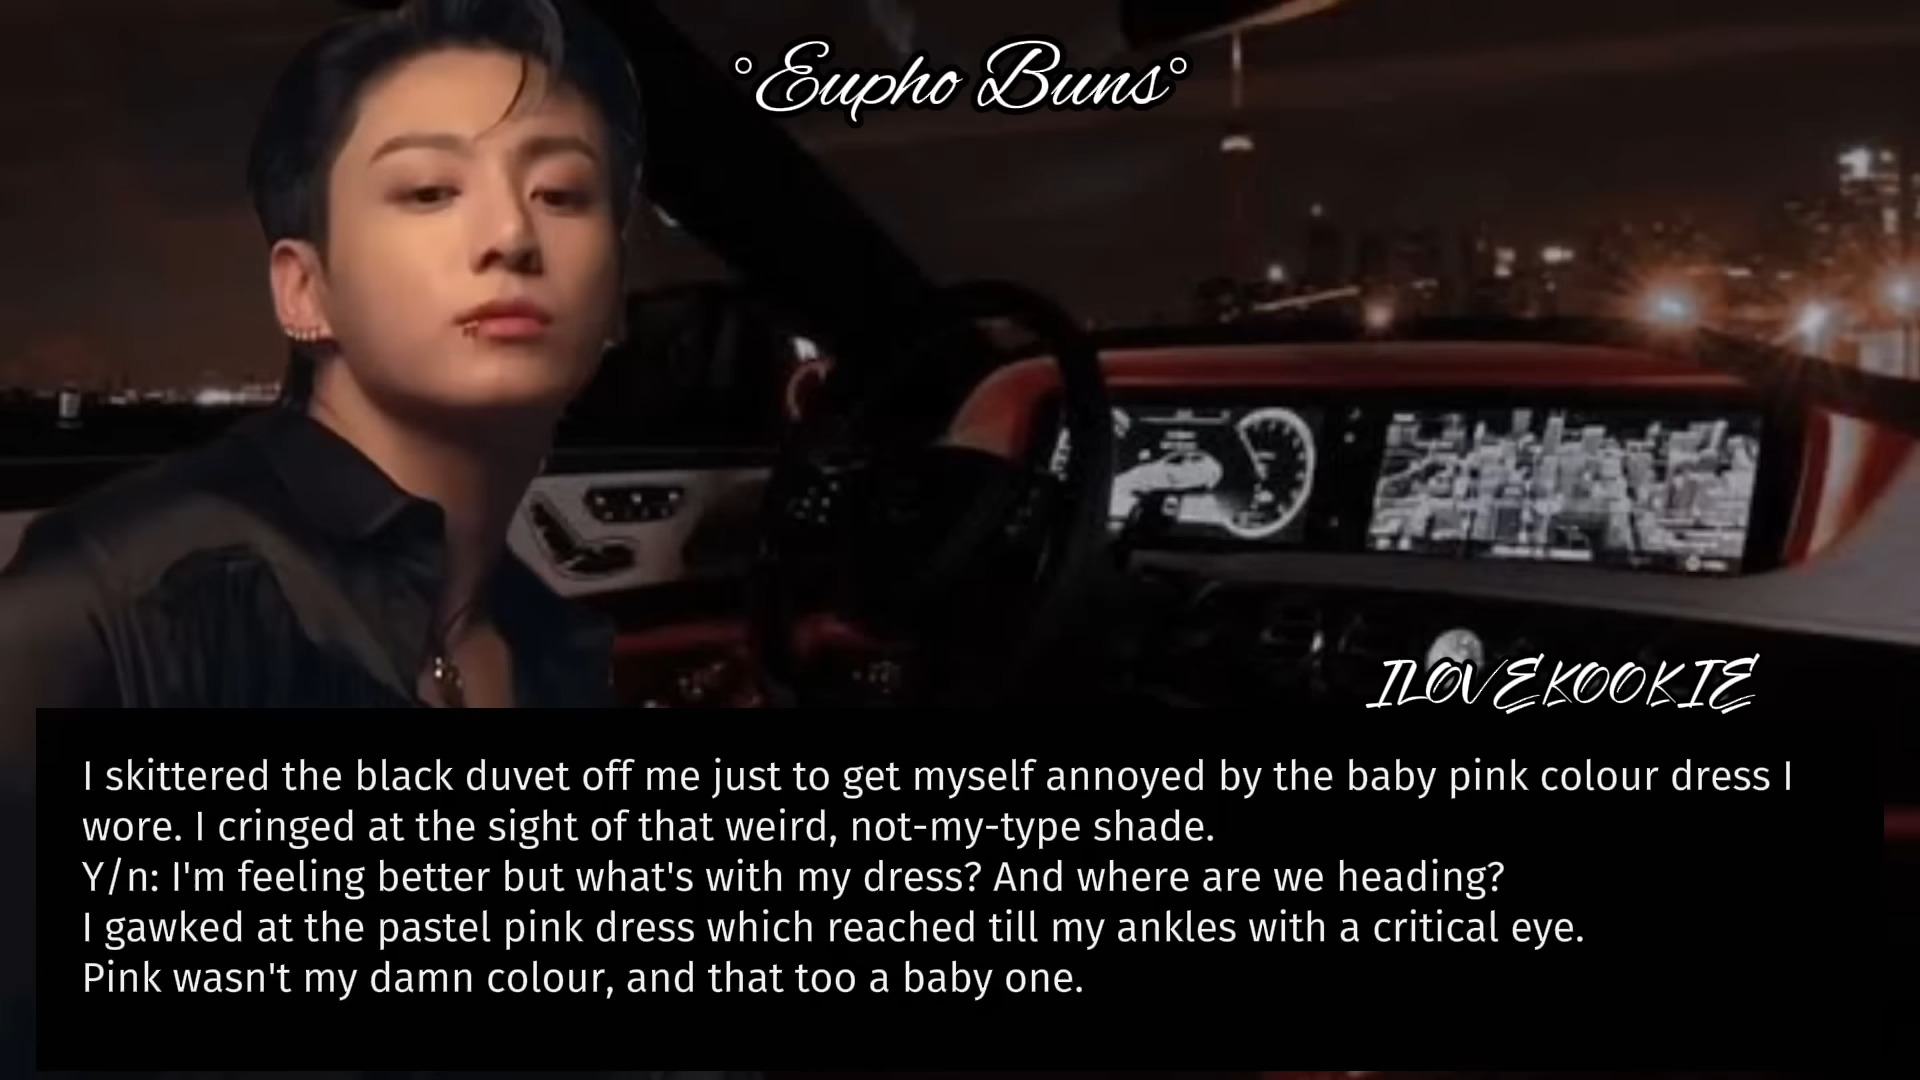 °Eupho Buns°
ILOVEKOOKIE
I skittered the black duvet off me just to get myself annoyed by the baby pink colour dress I
wore. I cringed at the sight of that weird, not-my-type shade.
Y/n: I'm feeling better but what's with my dress? And where are we heading?
I gawked at the pastel pink dress which reached till my ankles with a critical eye.
Pink wasn't my damn colour, and that too a baby one.